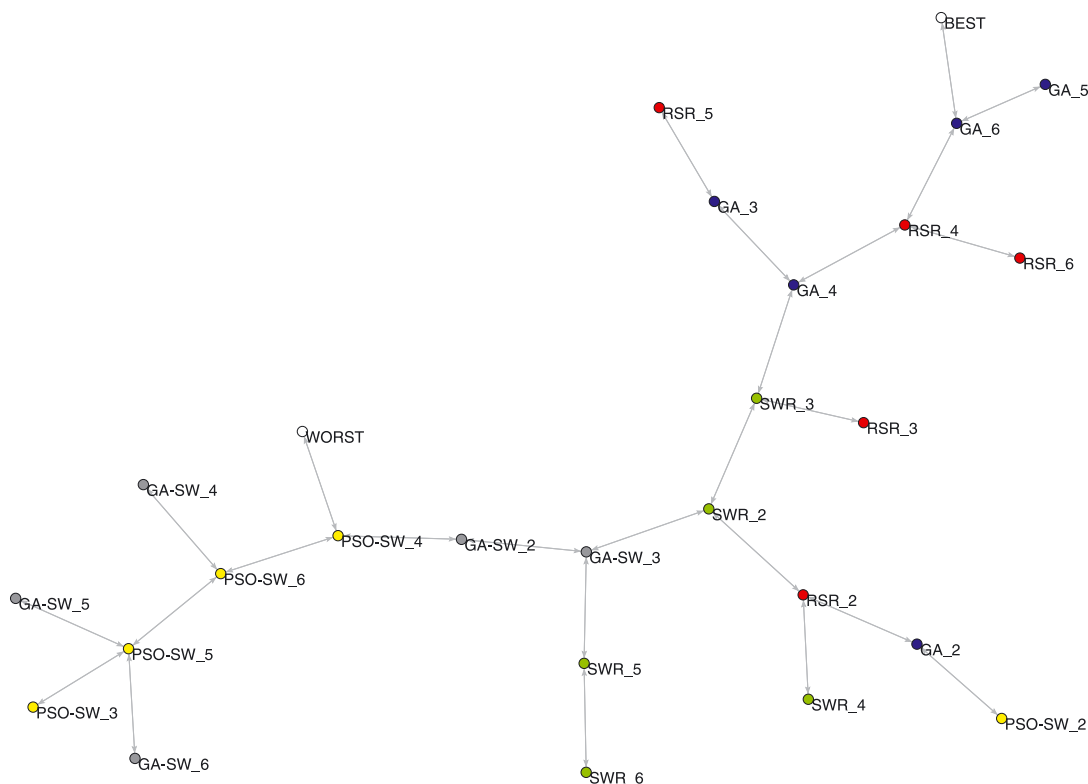 BEST
GA_5
RSR_5
GA_6
GA_3
RSR_4
RSR_6
GA_4
SWR_3
RSR_3
WORST
GA-SW_4
SWR_2
PSO-SW_4
GA-SW_2
GA-SW_3
PSO-SW_6
GA-SW_5
RSR_2
PSO-SW_5
GA_2
SWR_5
SWR_4
PSO-SW_3
PSO-SW_2
GA-SW_6
SWR_6